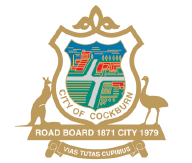 CITY OF COCKBURN
ROAD BOARD 1871 CITY 1979
VIAS TUTAS CUPIMUS